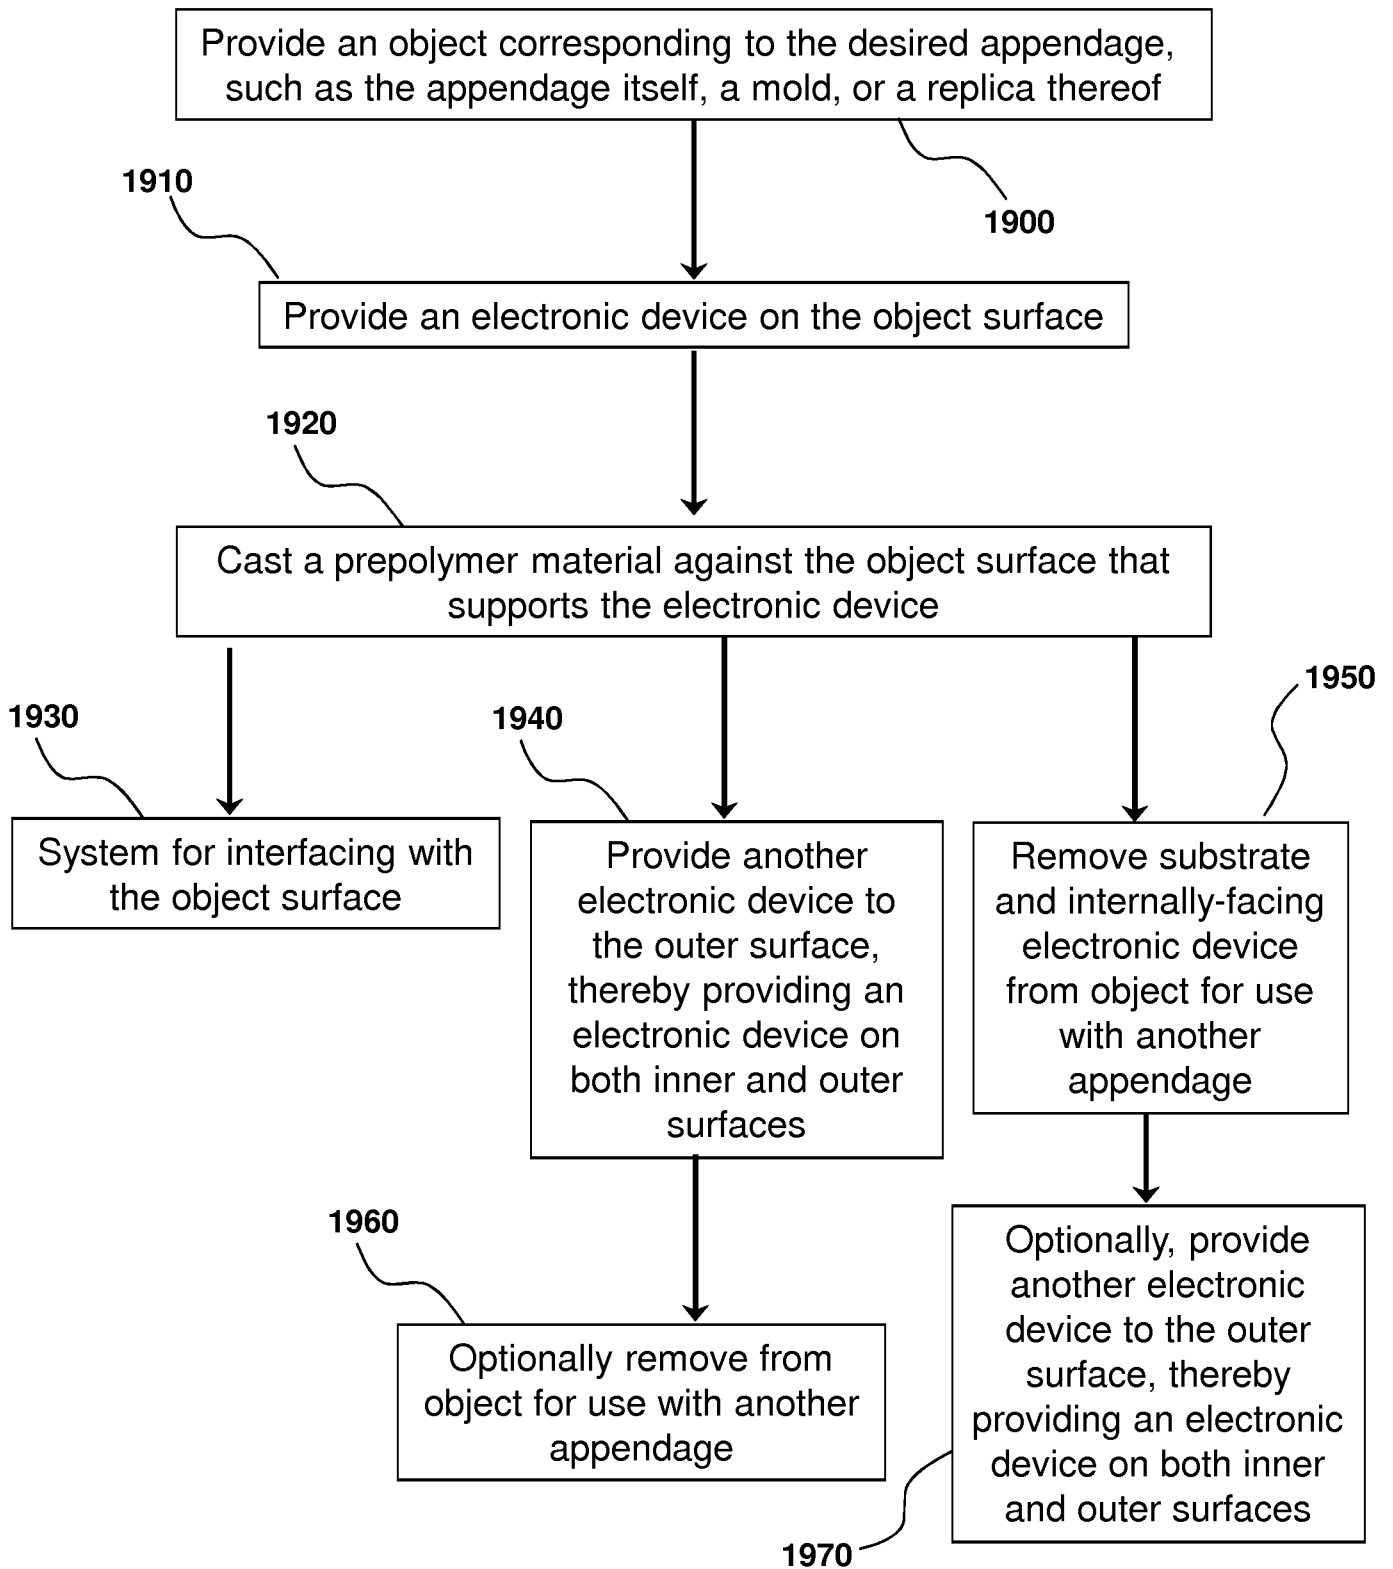 Provide an object corresponding to the desired appendage,
such as the appendage itself, a mold, or a replica thereof
1900
1910
Provide an electronic device on the object surface
1920
Cast a prepolymer material against the object surface that
supports the electronic device
1930
System for interfacing with
the object surface
1940
Provide another
electronic device to
the outer surface,
thereby providing an
electronic device on
both inner and outer
surfaces
1950
Remove substrate
and internally-facing
electronic device
from object for use
with another
appendage
1960
Optionally remove from
object for use with another
appendage
Optionally, provide
another electronic
device to the outer
surface, thereby
providing an electronic
device on both inner
and outer surfaces
1970